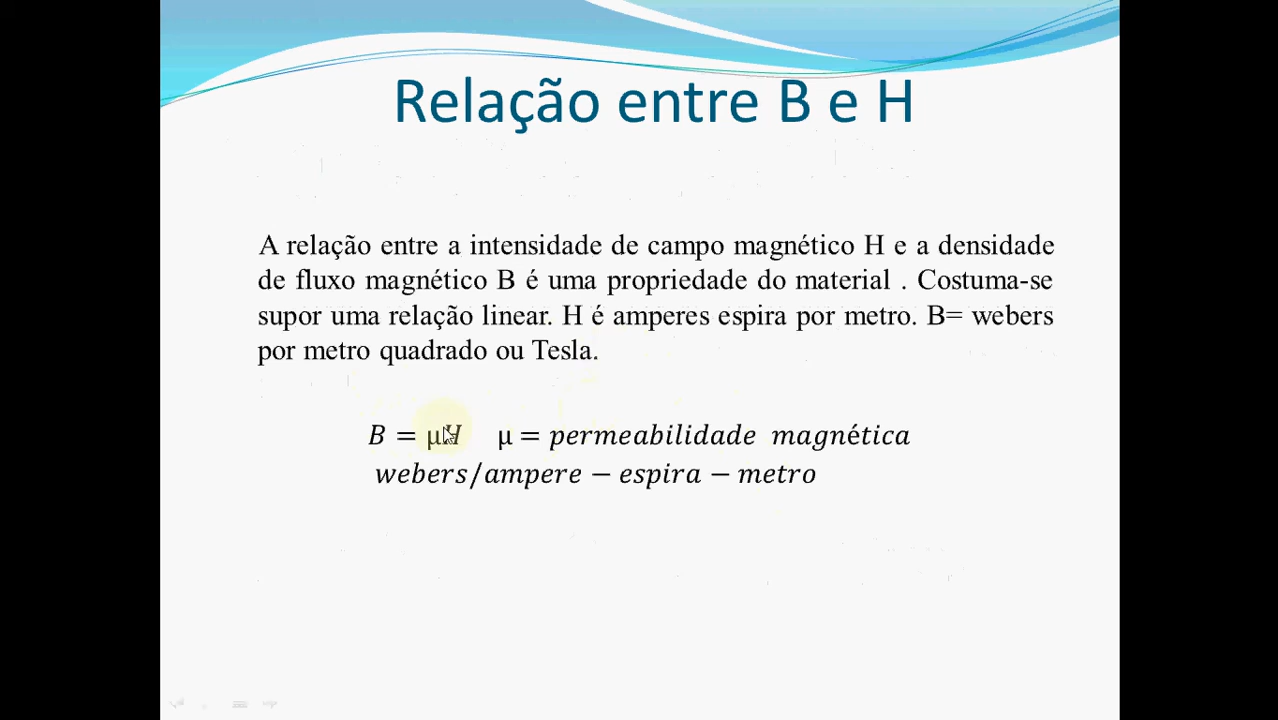 Relação entre B e H
A relação entre a intensidade de campo magnético H e a densidade
de fluxo magnético B é uma propriedade do material . Costuma-se
supor uma relação linear. H é amperes espira por metro. B= webers
por metro quadrado ou Tesla.
B = µH µ = permeabilidade magnética
webers/ampere − espira − metro